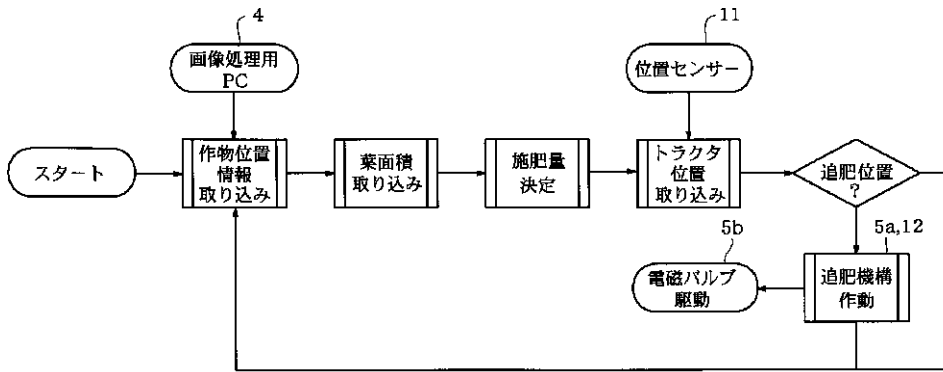 4
画像処理用
PC
11
位置センサー
スタート
作物位置
情報
取り込み
葉面積
取り込み
施肥量
決定
トラクタ
位置
取り込み
追肥位置
?
5b
電磁バルブ
駆動
5a,12
追肥機構
作動